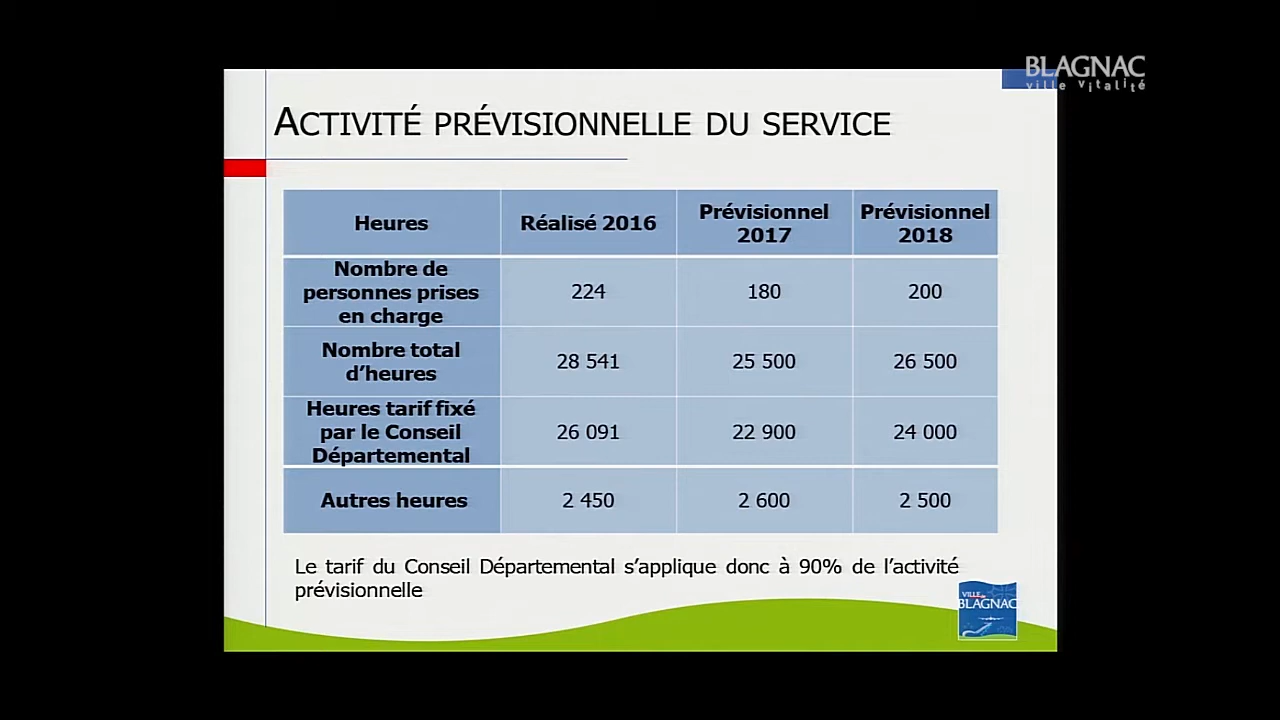 BLAGNAC
ville vitalité
ACTIVITÉ PRÉVISIONNELLE DU SERVICE
Heures
Réalisé 2016
Prévisionnel
2017
Prévisionnel
2018
Nombre de
personnes prises
en charge
224
180
200
Nombre total
d’heures
28 541
25 500
26 500
Heures tarif fixé
par le Conseil
Départemental
26 091
22 900
24 000
Autres heures
2 450
2 600
2 500
Le tarif du Conseil Départemental s’applique donc à 90% de l’activité
prévisionnelle
VILLE de
BLAGNAC